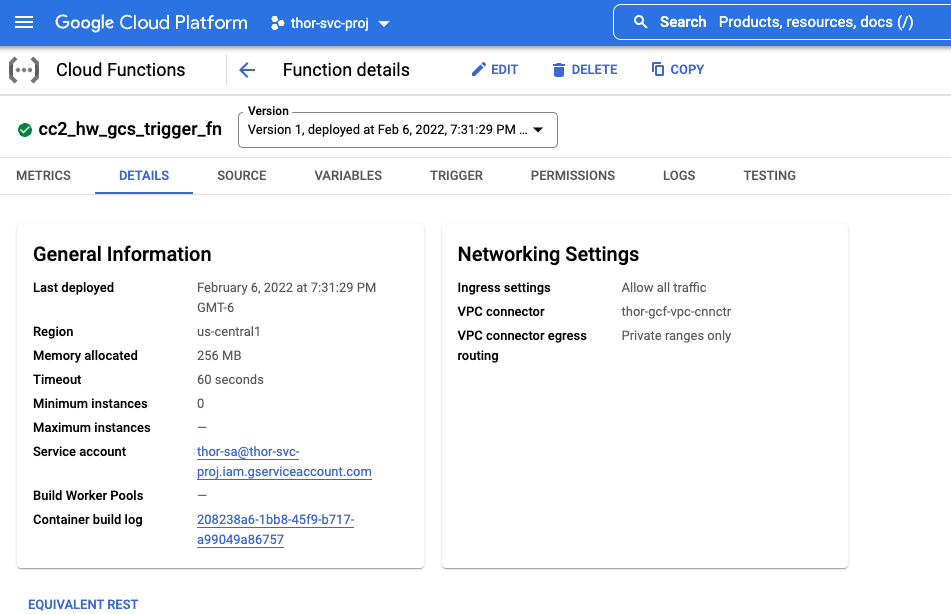 Google Cloud Platform
thor-svc-proj
Search Products, resources, docs (/)
Cloud Functions
Function details
EDIT
DELETE
COPY
cc2_hw_gcs_trigger_fn
Version
Version 1, deployed at Feb 6, 2022, 7:31:29 PM ...
METRICS
DETAILS
SOURCE
VARIABLES
TRIGGER
PERMISSIONS
LOGS
TESTING
General Information
Last deployed
February 6, 2022 at 7:31:29 PM
GMT-6
Region
us-central1
Memory allocated
256 MB
Timeout
60 seconds
Minimum instances
0
Maximum instances
—
Service account
thor-sa@thor-svc-
proj.iam.gserviceaccount.com
Build Worker Pools
—
Container build log
208238a6-1bb8-45f9-b717-
a99049a86757
Networking Settings
Ingress settings
Allow all traffic
VPC connector
thor-gcf-vpc-cnnctr
VPC connector egress
routing
Private ranges only
EQUIVALENT REST